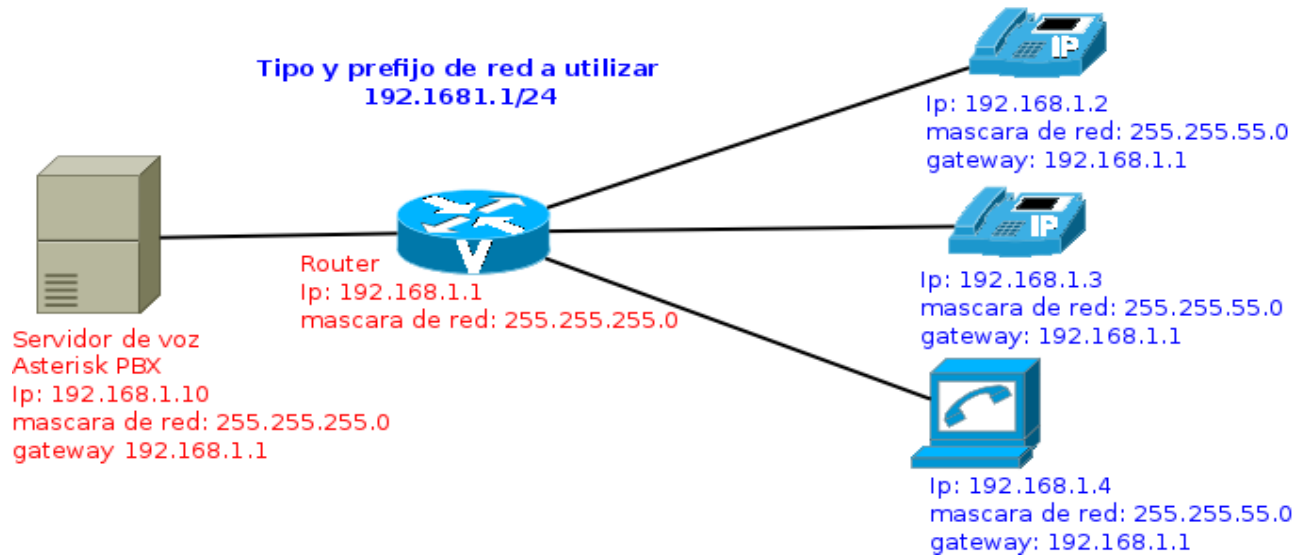 Tipo y prefijo de red a utilizar
192.1681.1/24
IP
Ip: 192.168.1.2
mascara de red: 255.255.55.0
gateway: 192.168.1.1
IP
Ip: 192.168.1.3
mascara de red: 255.255.55.0
gateway: 192.168.1.1
V
Router
Ip: 192.168.1.1
mascara de red: 255.255.255.0
Servidor de voz
Asterisk PBX
Ip: 192.168.1.10
mascara de red: 255.255.255.0
gateway 192.168.1.1
Ip: 192.168.1.4
mascara de red: 255.255.55.0
gateway: 192.168.1.1